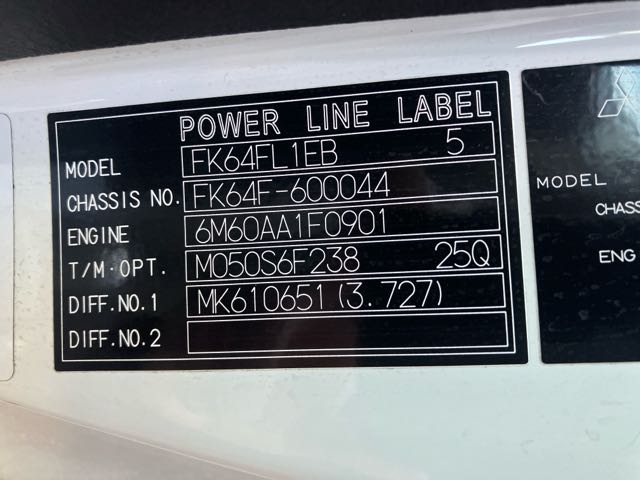 POWER LINE LABEL
MODEL FK64FL1EB 5
CHASSIS NO. FK64F-600044
ENGINE 6M60AA1F0901
T/M·OPT. M050S6F238 25Q
DIFF.NO.1 MK610651(3.727)
DIFF.NO.2
MODEL
CHASS
ENG